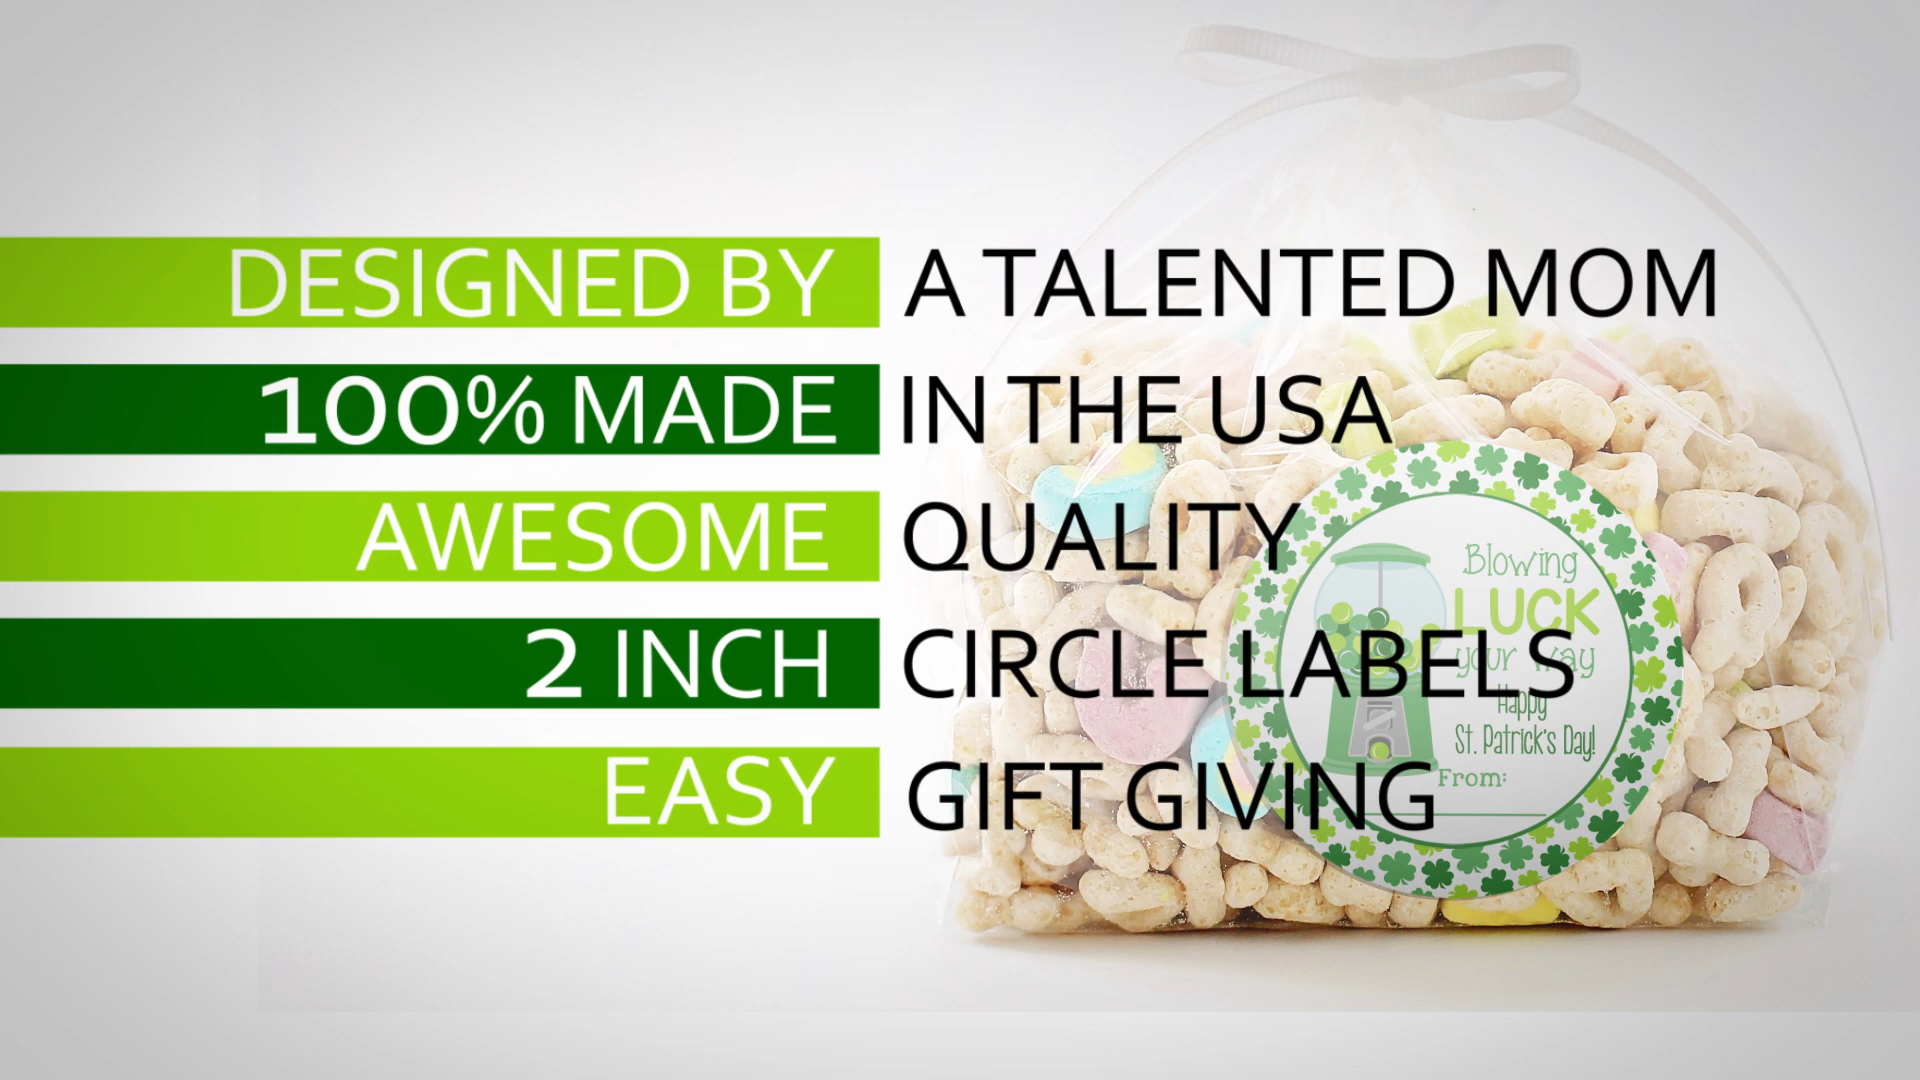 DESIGNED BY A TALENTED MOM
100% MADE IN THE USA
AWESOME QUALITY
2 INCH CIRCLE LABELS
EASY GIFT GIVING
Blowing
LUCK
your way
Happy
St. Patrick's Day!
From: